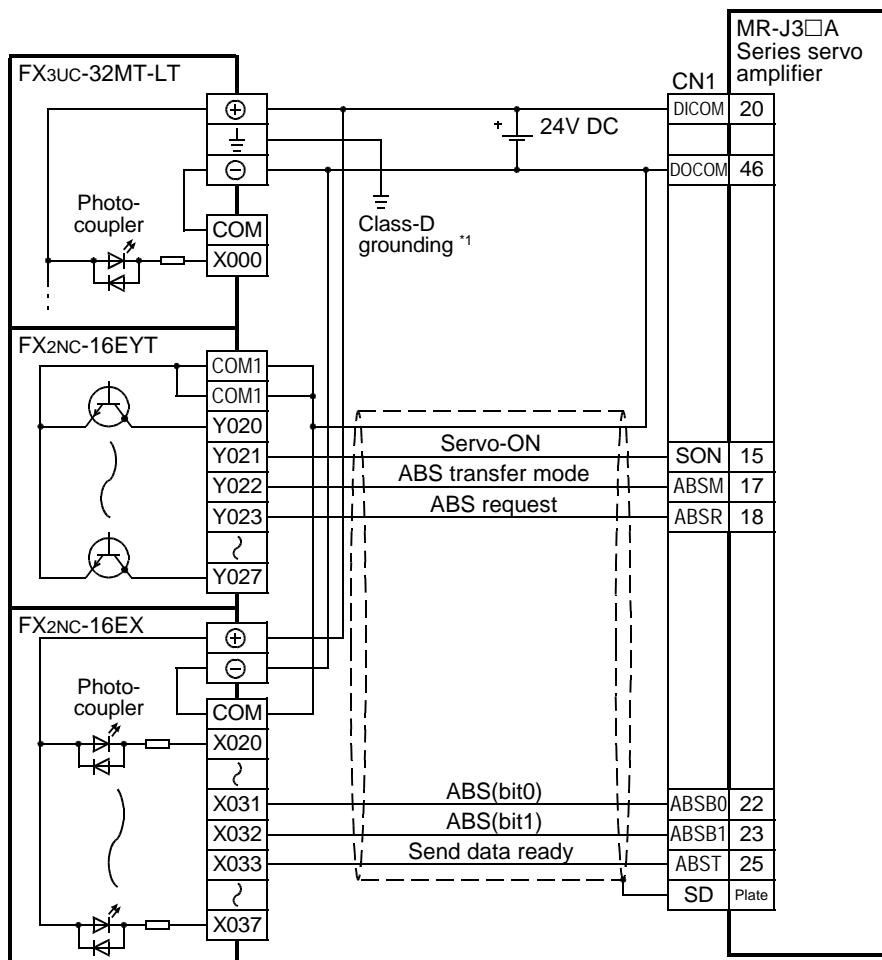 MR-J3□A
Series servo
amplifier
CN1
FX3UC-32MT-LT
DICOM 20
+ 24V DC
DOCOM 46
Photo-
coupler
COM
X000
Class-D
grounding *1
FX2NC-16EYT
COM1
COM1
Y020
Y021 Servo-ON SON 15
Y022 ABS transfer mode ABSM 17
Y023 ABS request ABSR 18
Y027
FX2NC-16EX
Photo-
coupler
COM
X020
X031 ABS(bit0) ABSB0 22
X032 ABS(bit1) ABSB1 23
X033 Send data ready ABST 25
SD Plate
X037